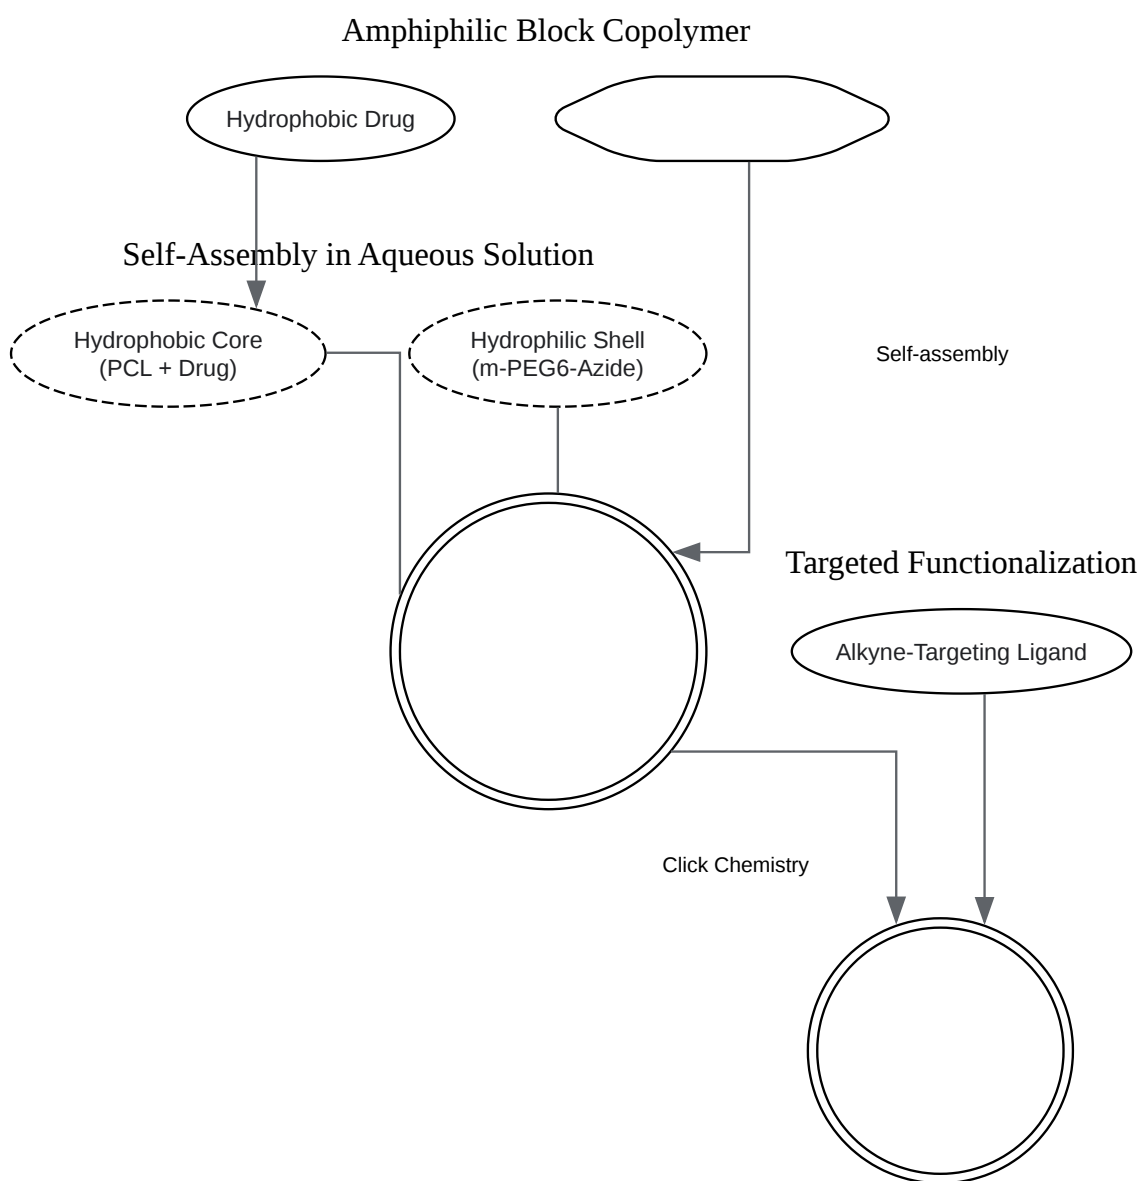 Amphiphilic Block Copolymer
Hydrophobic Drug
Self-Assembly in Aqueous Solution
Hydrophobic Core
(PCL + Drug)
Hydrophilic Shell
(m-PEG6-Azide)
Self-assembly
Targeted Functionalization
Alkyne-Targeting Ligand
Click Chemistry